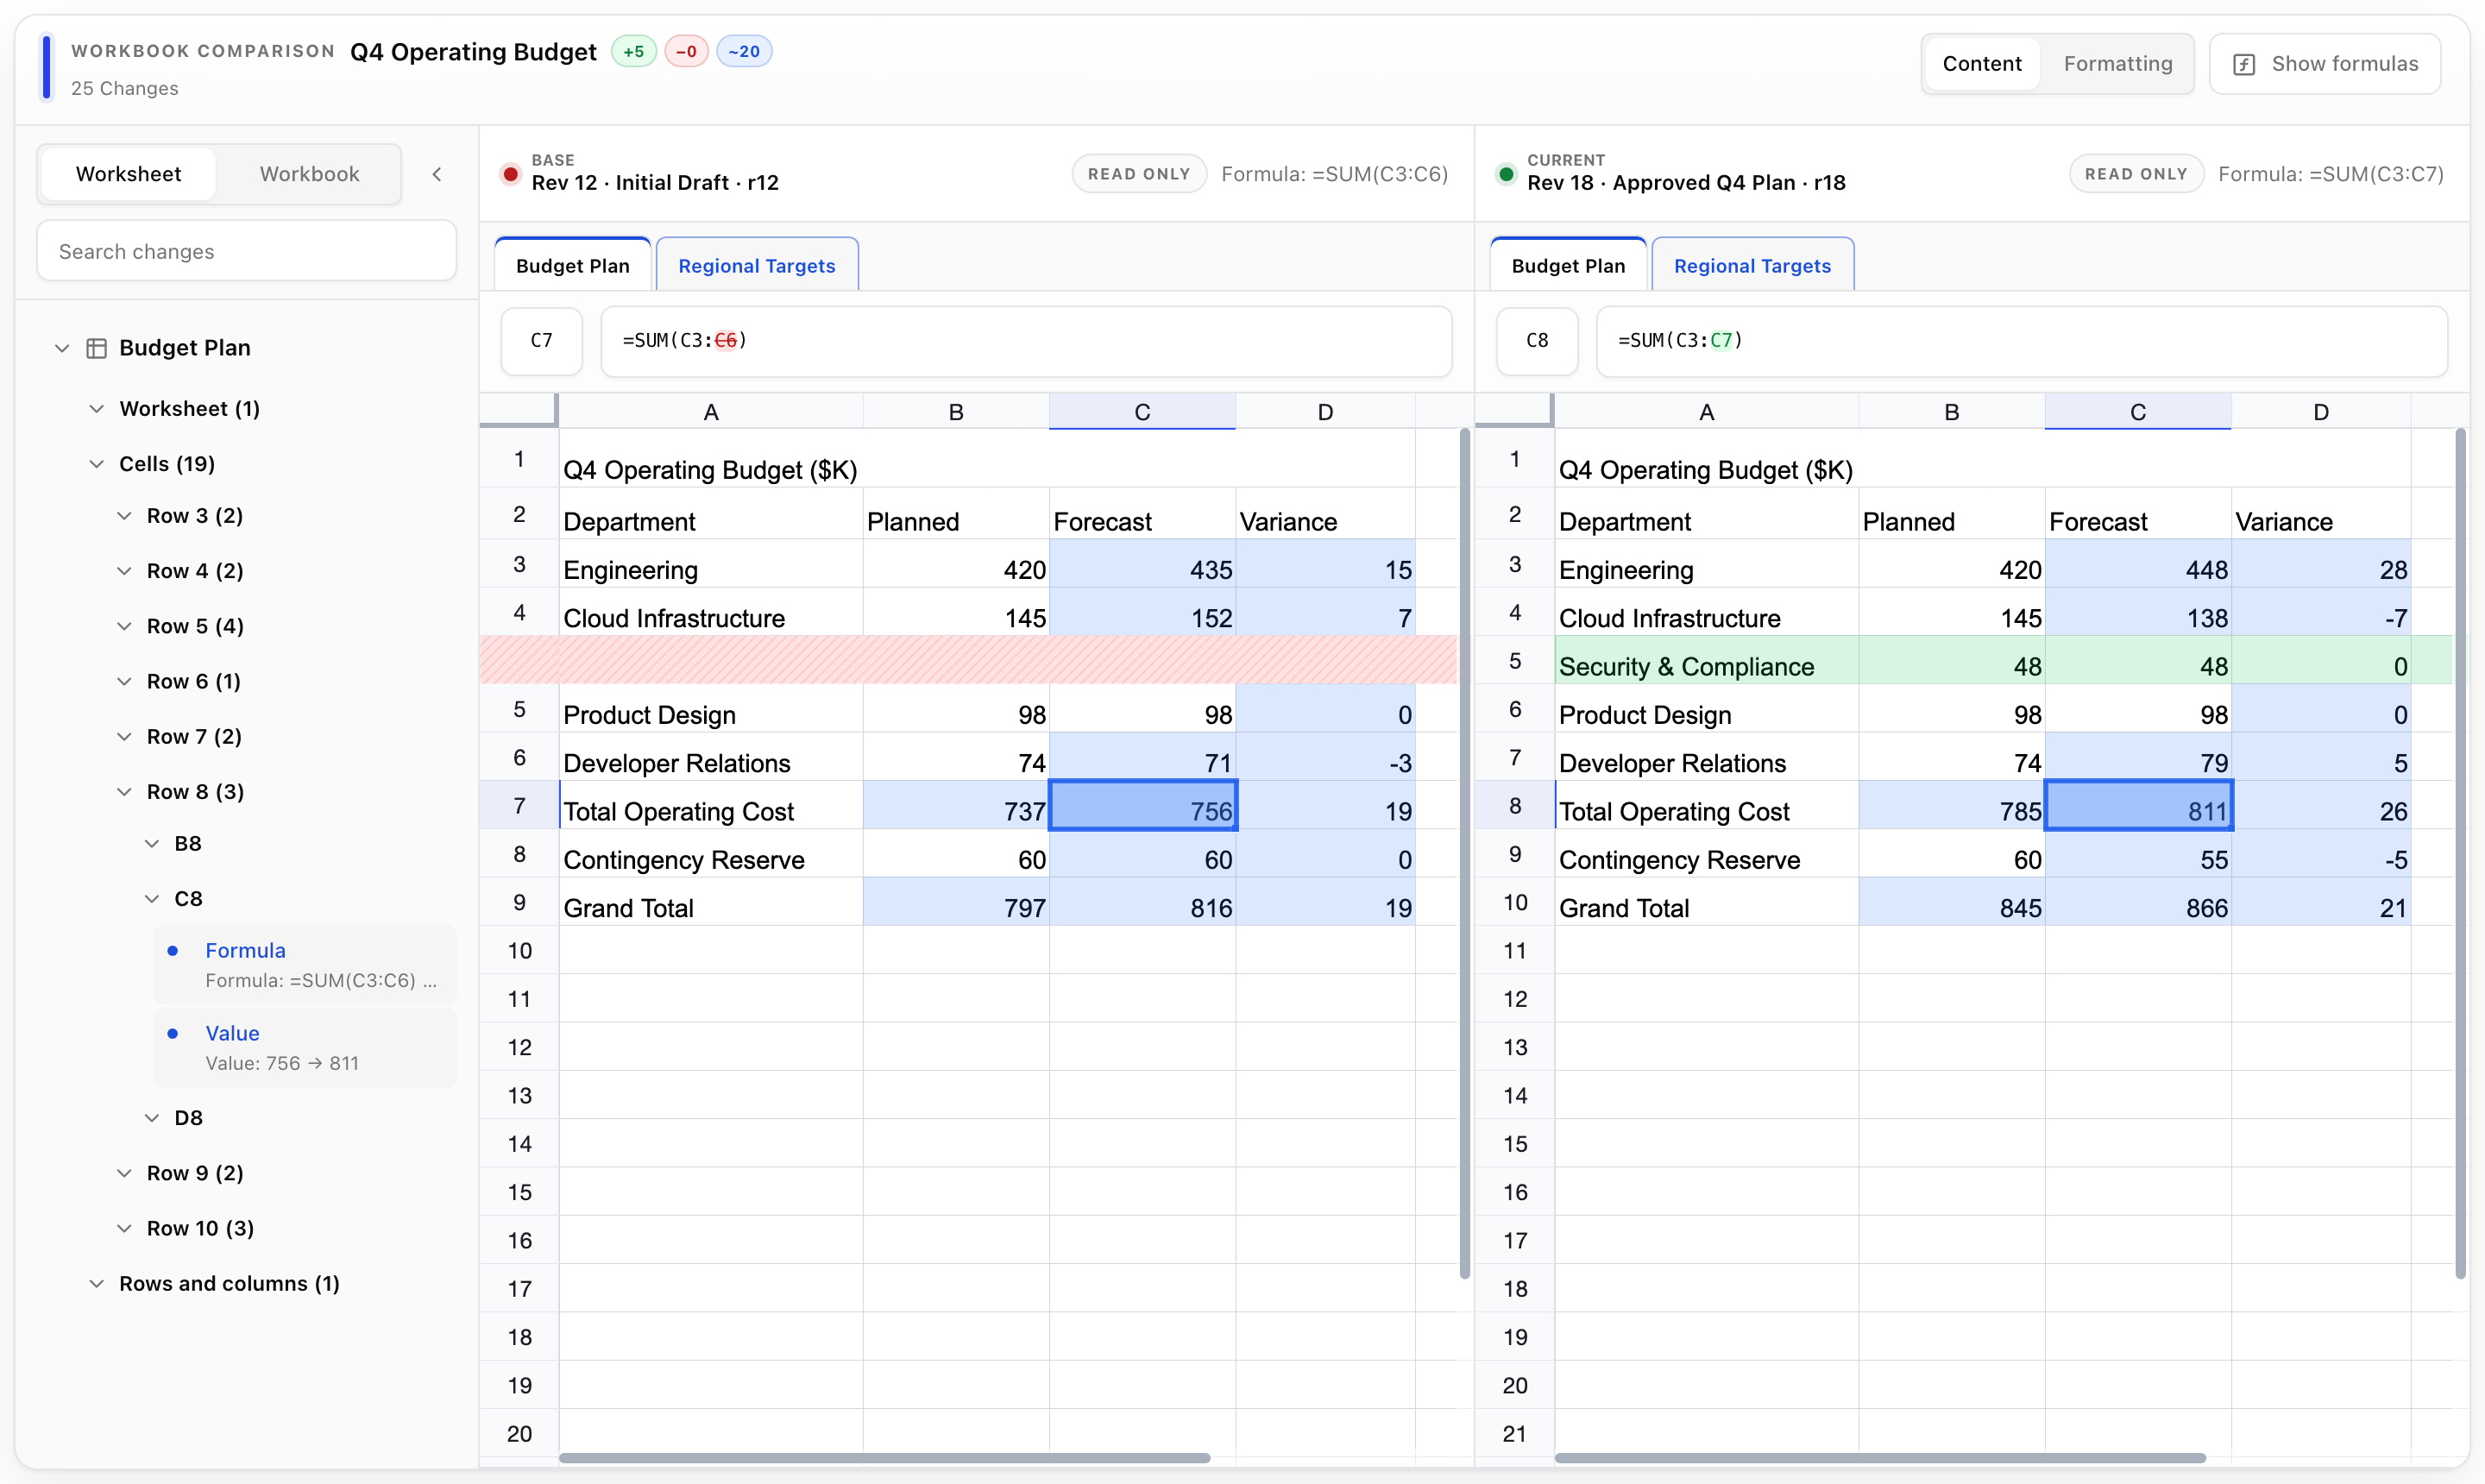 WORKBOOK COMPARISON Q4 Operating Budget +5 −0 ~20
25 Changes
Content Formatting Show formulas
Worksheet Workbook
Search changes
Budget Plan
Worksheet (1)
Cells (19)
Row 3 (2)
Row 4 (2)
Row 5 (4)
Row 6 (1)
Row 7 (2)
Row 8 (3)
B8
C8
Formula
Formula: =SUM(C3:C6) ...
Value
Value: 756 → 811
D8
Row 9 (2)
Row 10 (3)
Rows and columns (1)
BASE
Rev 12 · Initial Draft · r12
READ ONLY Formula: =SUM(C3:C6)
Budget Plan Regional Targets
C7 =SUM(C3:C6)
A B C D
1 Q4 Operating Budget ($K)
2 Department Planned Forecast Variance
3 Engineering 420 435 15
4 Cloud Infrastructure 145 152 7
5 Product Design 98 98 0
6 Developer Relations 74 71 -3
7 Total Operating Cost 737 756 19
8 Contingency Reserve 60 60 0
9 Grand Total 797 816 19
10
11
12
13
14
15
16
17
18
19
20
CURRENT
Rev 18 · Approved Q4 Plan · r18
READ ONLY Formula: =SUM(C3:C7)
Budget Plan Regional Targets
C8 =SUM(C3:C7)
A B C D
1 Q4 Operating Budget ($K)
2 Department Planned Forecast Variance
3 Engineering 420 448 28
4 Cloud Infrastructure 145 138 -7
5 Security & Compliance 48 48 0
6 Product Design 98 98 0
7 Developer Relations 74 79 5
8 Total Operating Cost 785 811 26
9 Contingency Reserve 60 55 -5
10 Grand Total 845 866 21
11
12
13
14
15
16
17
18
19
20
21